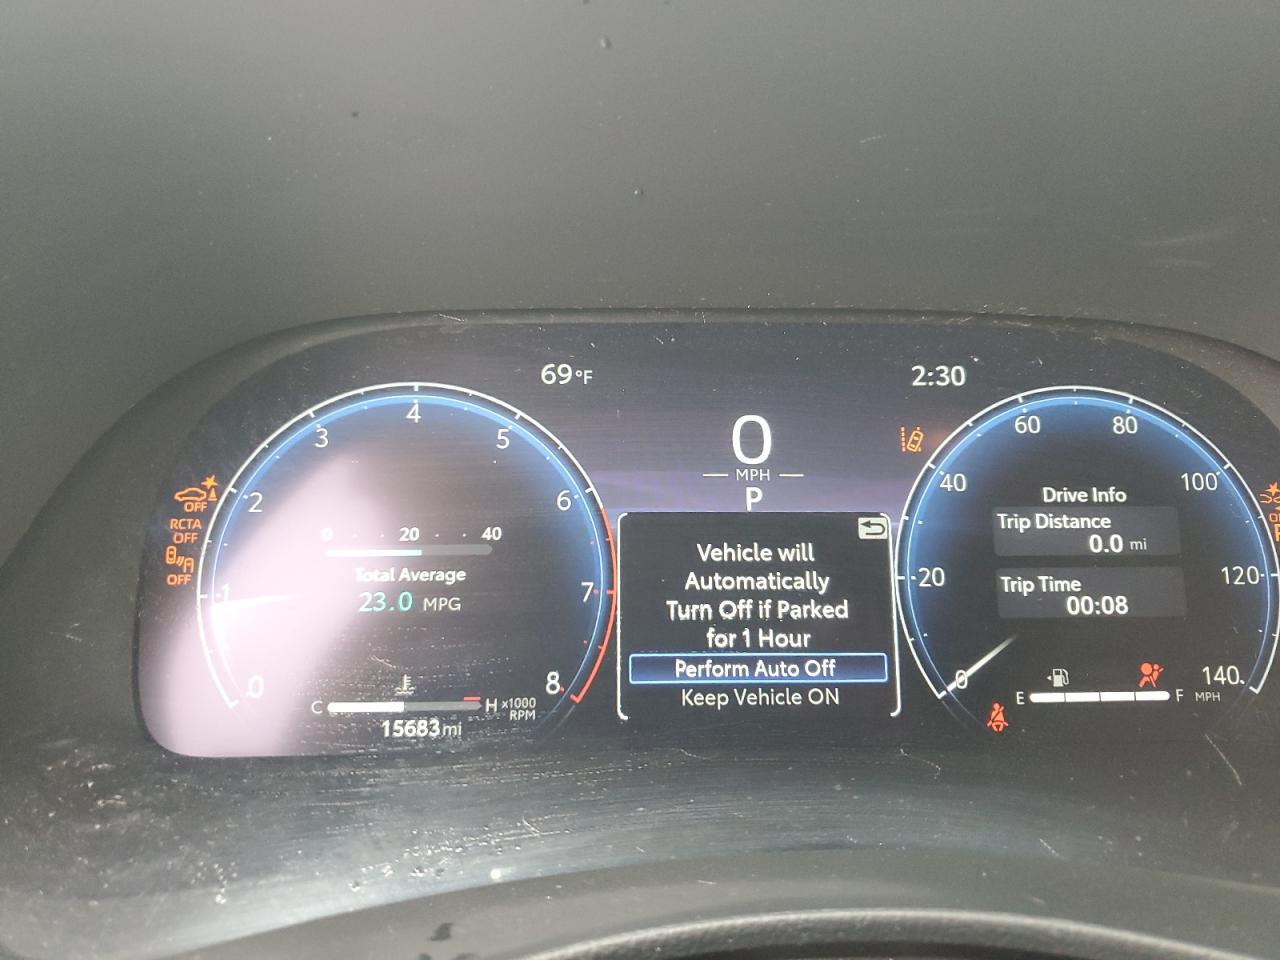 69°F
2:30
0
MPH
P
0 1 2 3 4 5 6 7 8
x1000
RPM
0 20 40
Total Average
23.0 MPG
C H
15683 mi
OFF
RCTA
OFF
OFF
Vehicle will
Automatically
Turn Off if Parked
for 1 Hour
Perform Auto Off
Keep Vehicle ON
0 20 40 60 80 100 120 140
MPH
Drive Info
Trip Distance
0.0 mi
Trip Time
00:08
E F